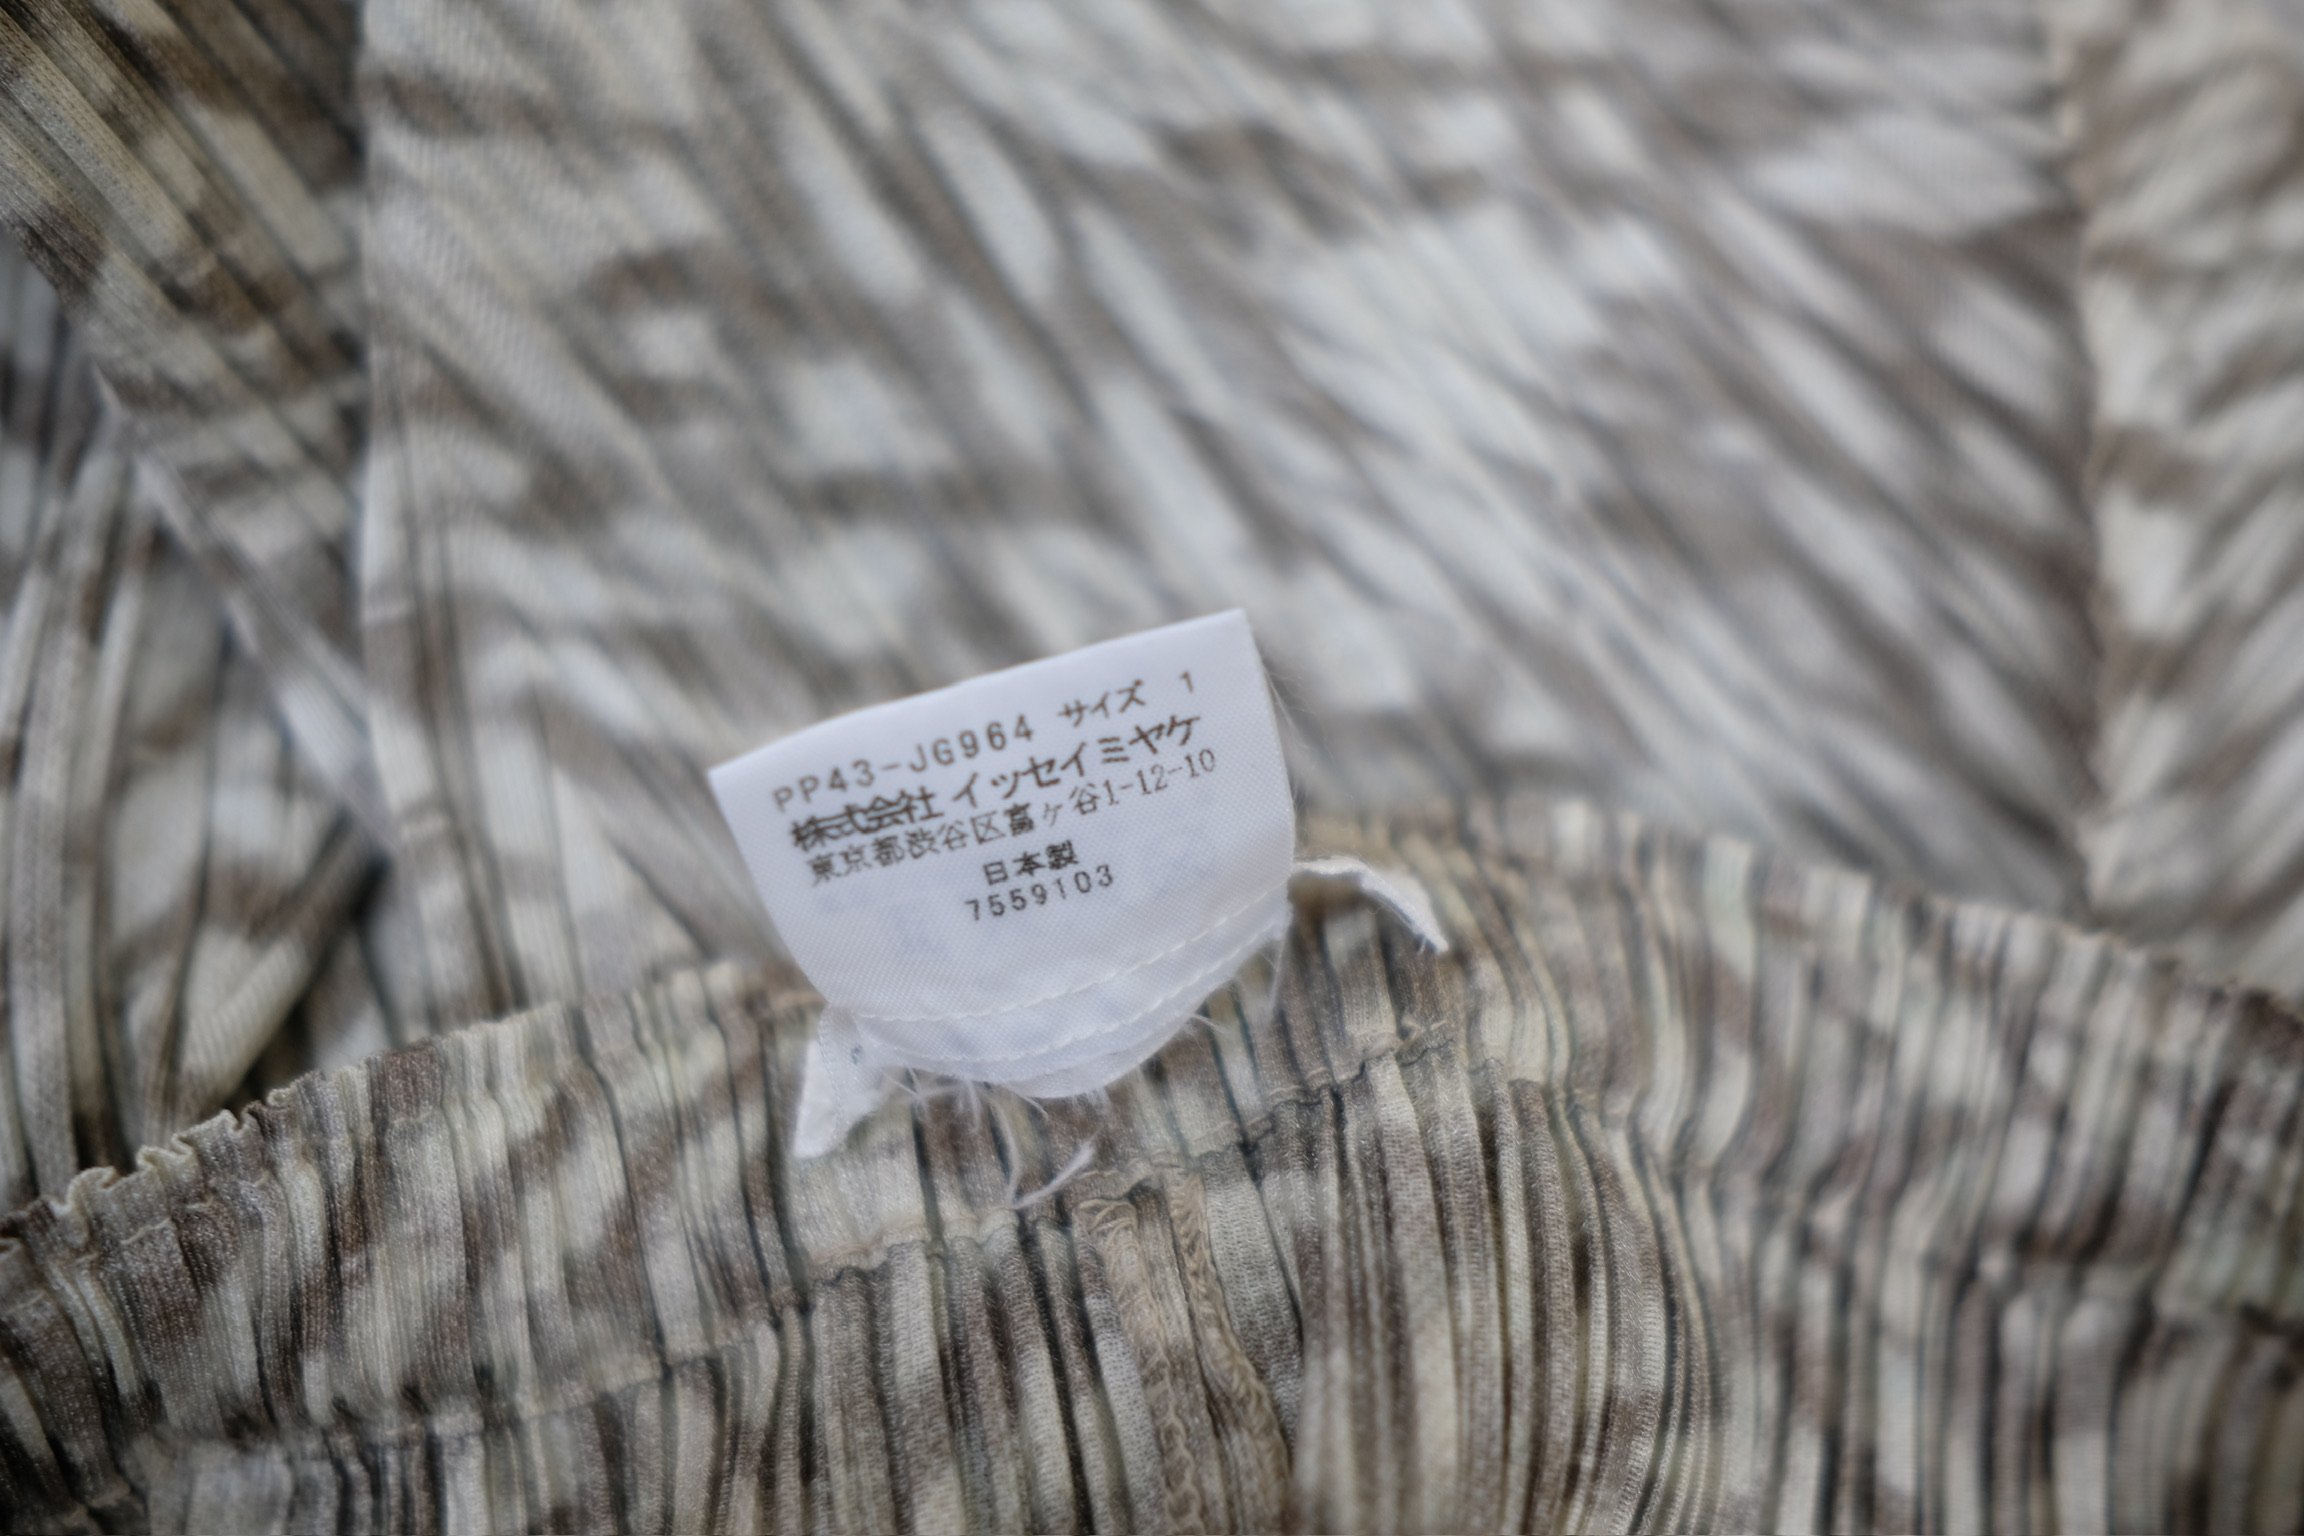 PP43-JG964 サイズ 1
株式会社 イッセイミヤケ
東京都渋谷区富ヶ谷1-12-10
日本製
7559103